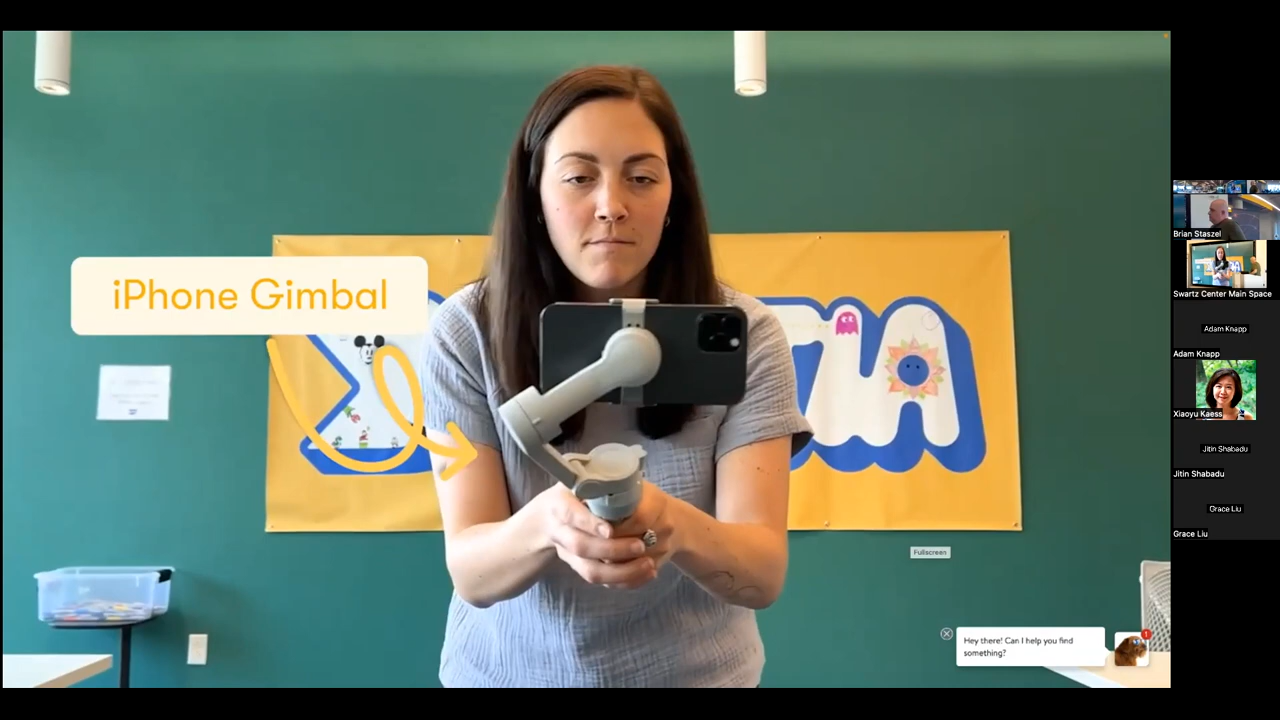 iPhone Gimbal
Fullscreen
Hey there! Can I help you find
something?
1
Brian Staszel
Swartz Center Main Space
Adam Knapp
Adam Knapp
Xiaoyu Kaess
Jitin Shabadu
Jitin Shabadu
Grace Liu
Grace Liu